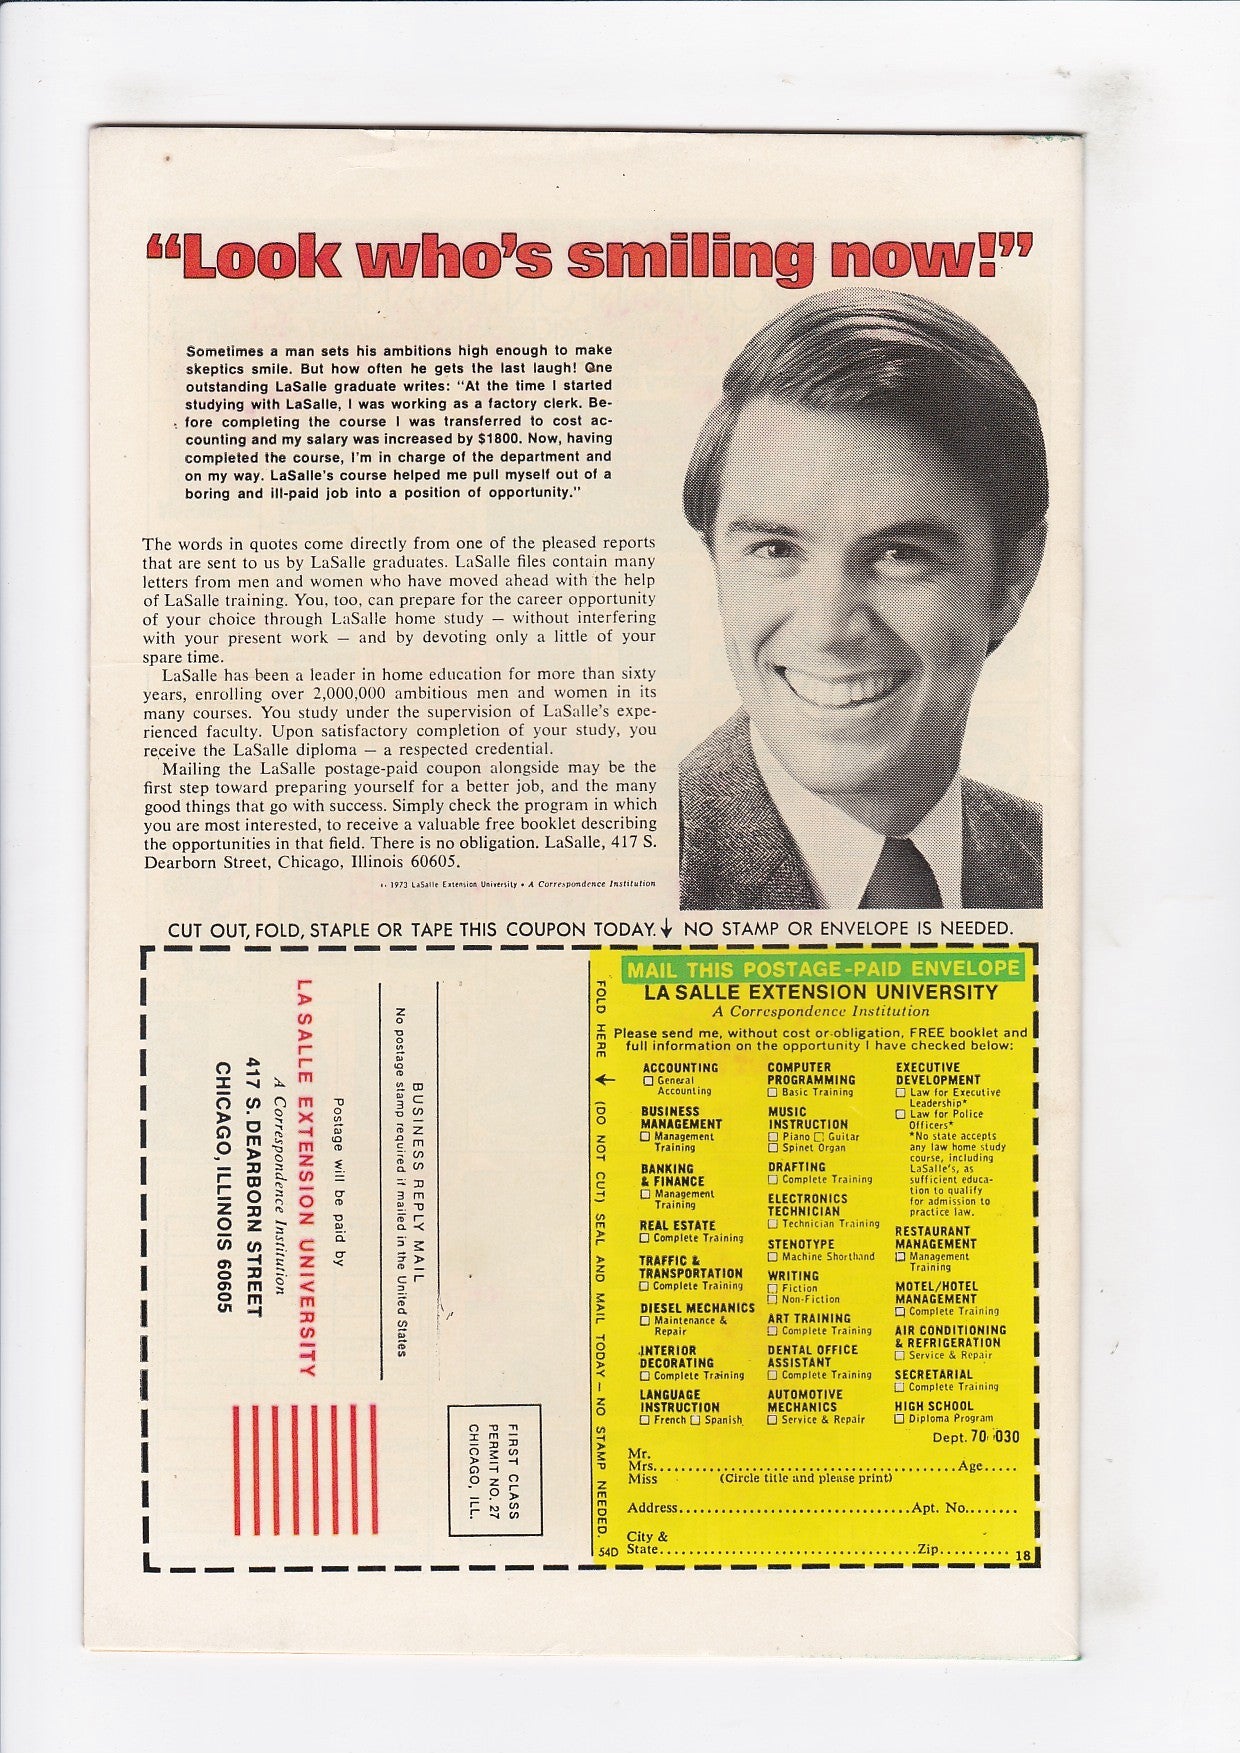 “Look who’s smiling now!”
Sometimes a man sets his ambitions high enough to make
skeptics smile. But how often he gets the last laugh! One
outstanding LaSalle graduate writes: “At the time I started
studying with LaSalle, I was working as a factory clerk. Be-
fore completing the course I was transferred to cost ac-
counting and my salary was increased by $1800. Now, having
completed the course, I’m in charge of the department and
on my way. LaSalle’s course helped me pull myself out of a
boring and ill-paid job into a position of opportunity.”
The words in quotes come directly from one of the pleased reports
that are sent to us by LaSalle graduates. LaSalle files contain many
letters from men and women who have moved ahead with the help
of LaSalle training. You, too, can prepare for the career opportunity
of your choice through LaSalle home study — without interfering
with your present work — and by devoting only a little of your
spare time.
LaSalle has been a leader in home education for more than sixty
years, enrolling over 2,000,000 ambitious men and women in its
many courses. You study under the supervision of LaSalle’s expe-
rienced faculty. Upon satisfactory completion of your study, you
receive the LaSalle diploma — a respected credential.
Mailing the LaSalle postage-paid coupon alongside may be the
first step toward preparing yourself for a better job, and the many
good things that go with success. Simply check the program in which
you are most interested, to receive a valuable free booklet describing
the opportunities in that field. There is no obligation. LaSalle, 417 S.
Dearborn Street, Chicago, Illinois 60605.
1973 LaSalle Extension University • A Correspondence Institution
CUT OUT, FOLD, STAPLE OR TAPE THIS COUPON TODAY. ↓ NO STAMP OR ENVELOPE IS NEEDED.
FIRST CLASS
PERMIT NO. 27
CHICAGO, ILL.
BUSINESS REPLY MAIL
No postage stamp required if mailed in the United States
Postage will be paid by
LA SALLE EXTENSION UNIVERSITY
A Correspondence Institution
417 S. DEARBORN STREET
CHICAGO, ILLINOIS 60605
FOLD HERE ← (DO NOT CUT) SEAL AND MAIL TODAY — NO STAMP NEEDED.
54D
MAIL THIS POSTAGE-PAID ENVELOPE
LA SALLE EXTENSION UNIVERSITY
A Correspondence Institution
Please send me, without cost or obligation, FREE booklet and
full information on the opportunity I have checked below:
ACCOUNTING
☐ General
Accounting
BUSINESS
MANAGEMENT
☐ Management
Training
BANKING
& FINANCE
☐ Management
Training
REAL ESTATE
☐ Complete Training
TRAFFIC &
TRANSPORTATION
☐ Complete Training
DIESEL MECHANICS
☐ Maintenance &
Repair
INTERIOR
DECORATING
☐ Complete Training
LANGUAGE
INSTRUCTION
☐ French ☐ Spanish
COMPUTER
PROGRAMMING
☐ Basic Training
MUSIC
INSTRUCTION
☐ Piano ☐ Guitar
☐ Spinet Organ
DRAFTING
☐ Complete Training
ELECTRONICS
TECHNICIAN
☐ Technician Training
STENOTYPE
☐ Machine Shorthand
WRITING
☐ Fiction
☐ Non-Fiction
ART TRAINING
☐ Complete Training
DENTAL OFFICE
ASSISTANT
☐ Complete Training
AUTOMOTIVE
MECHANICS
☐ Service & Repair
EXECUTIVE
DEVELOPMENT
☐ Law for Executive
Leadership*
☐ Law for Police
Officers*
*No state accepts
any law home study
course, including
LaSalle’s, as
sufficient educa-
tion to qualify
for admission to
practice law.
RESTAURANT
MANAGEMENT
☐ Management
Training
MOTEL/HOTEL
MANAGEMENT
☐ Complete Training
AIR CONDITIONING
& REFRIGERATION
☐ Service & Repair
SECRETARIAL
☐ Complete Training
HIGH SCHOOL
☐ Diploma Program
Dept. 70-030
Mr.
Mrs. Age
Miss (Circle title and please print)
Address Apt. No.
City &
State Zip
18